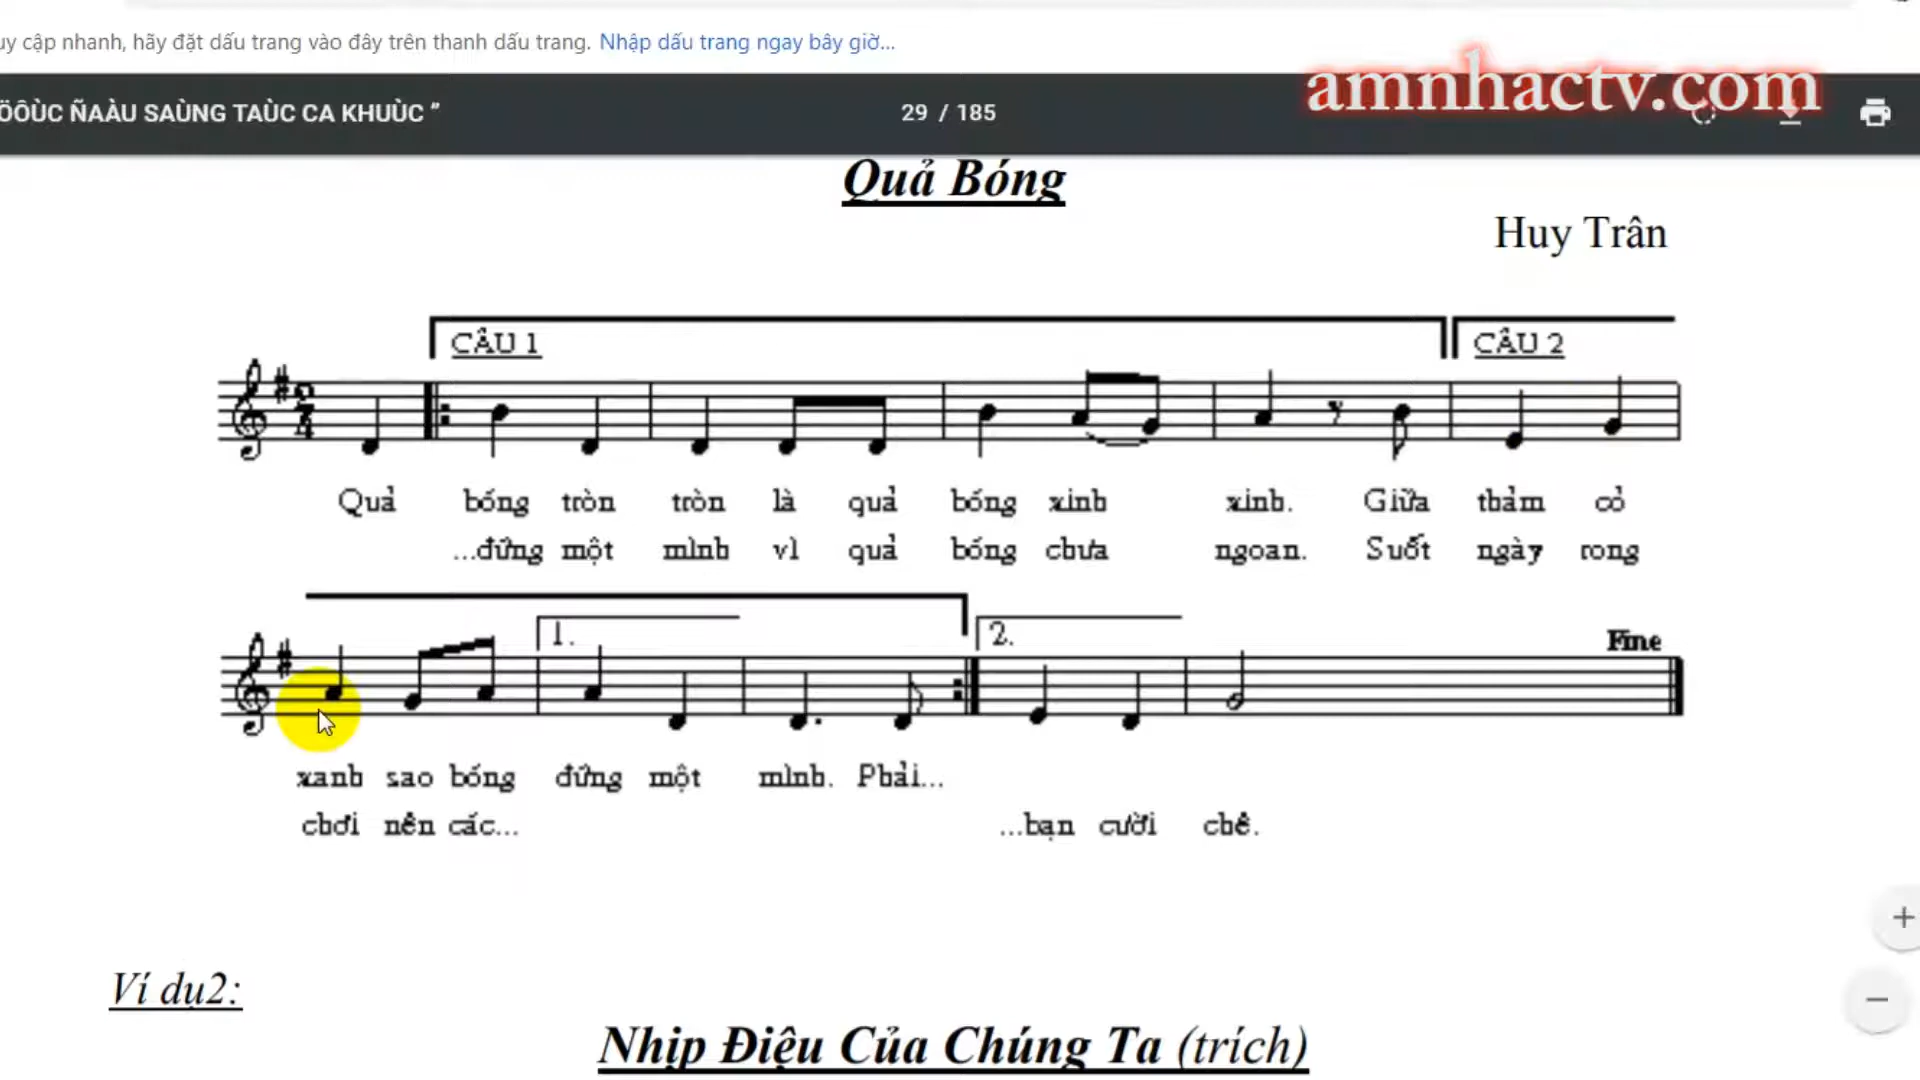 uy cập nhanh, hãy đặt dấu trang vào đây trên thanh dấu trang. Nhập dấu trang ngay bây giờ...
amnhactv.com
ÖÔÙC ÑAÀU SAÙNG TAÙC CA KHUÙC ” 29 / 185
Quả Bóng
Huy Trân
CÂU 1 CÂU 2
2
4
Quả bóng tròn tròn là quả bóng xinh xinh. Giữa thảm cỏ
...đứng một mình vì quả bóng chưa ngoan. Suốt ngày rong
1. 2. Fine
xanh sao bóng đứng một mình. Phải...
chơi nên các... ...bạn cười chê.
Ví dụ2:
Nhịp Điệu Của Chúng Ta (trích)